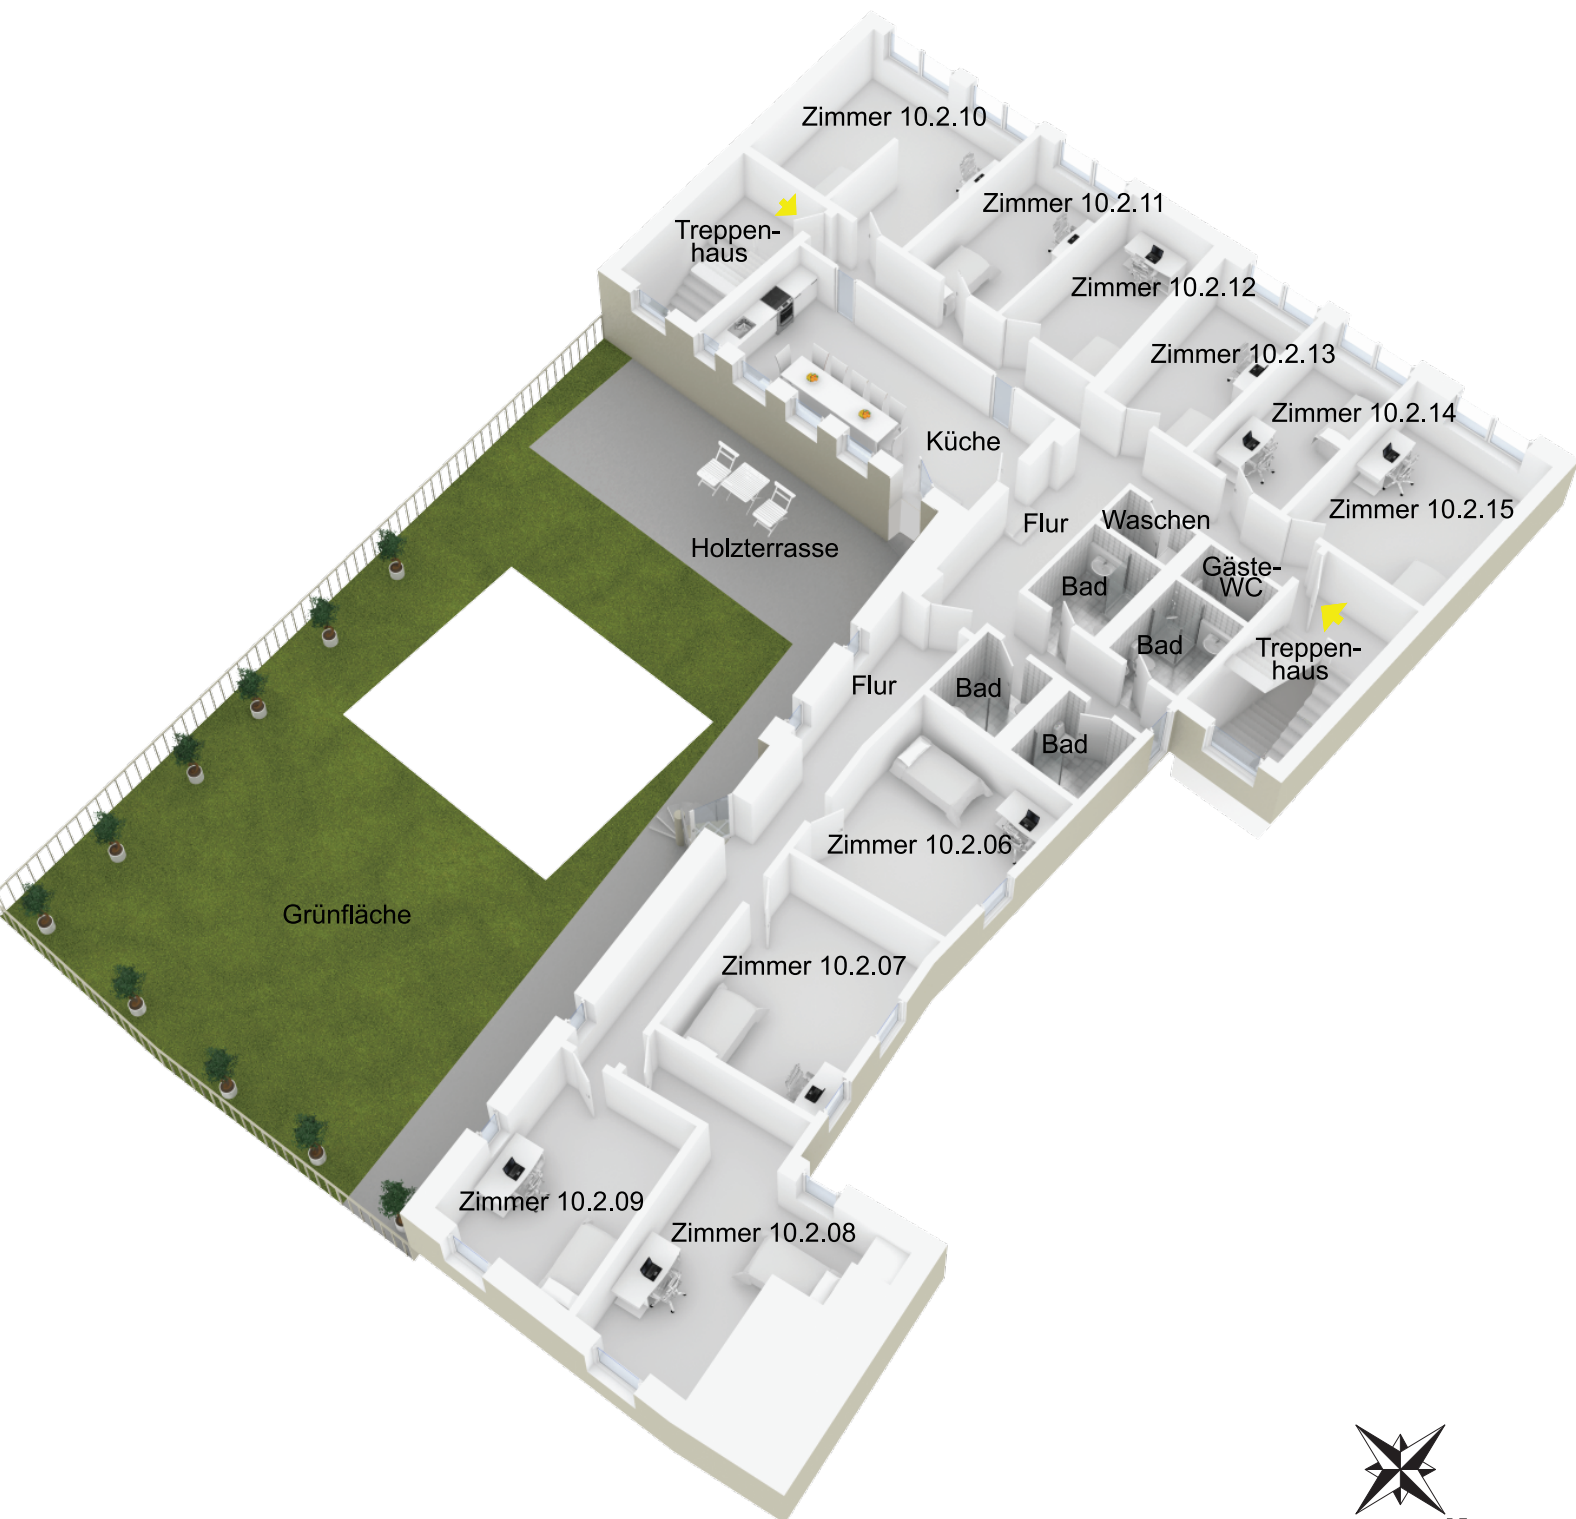 Zimmer 10.2.10
Zimmer 10.2.11
Treppen-
haus
Zimmer 10.2.12
Zimmer 10.2.13
Zimmer 10.2.14
Küche
Zimmer 10.2.15
Flur
Waschen
Holzterrasse
Gäste-
WC
Bad
Bad
Treppen-
haus
Flur
Bad
Bad
Zimmer 10.2.06
Grünfläche
Zimmer 10.2.07
Zimmer 10.2.09
Zimmer 10.2.08